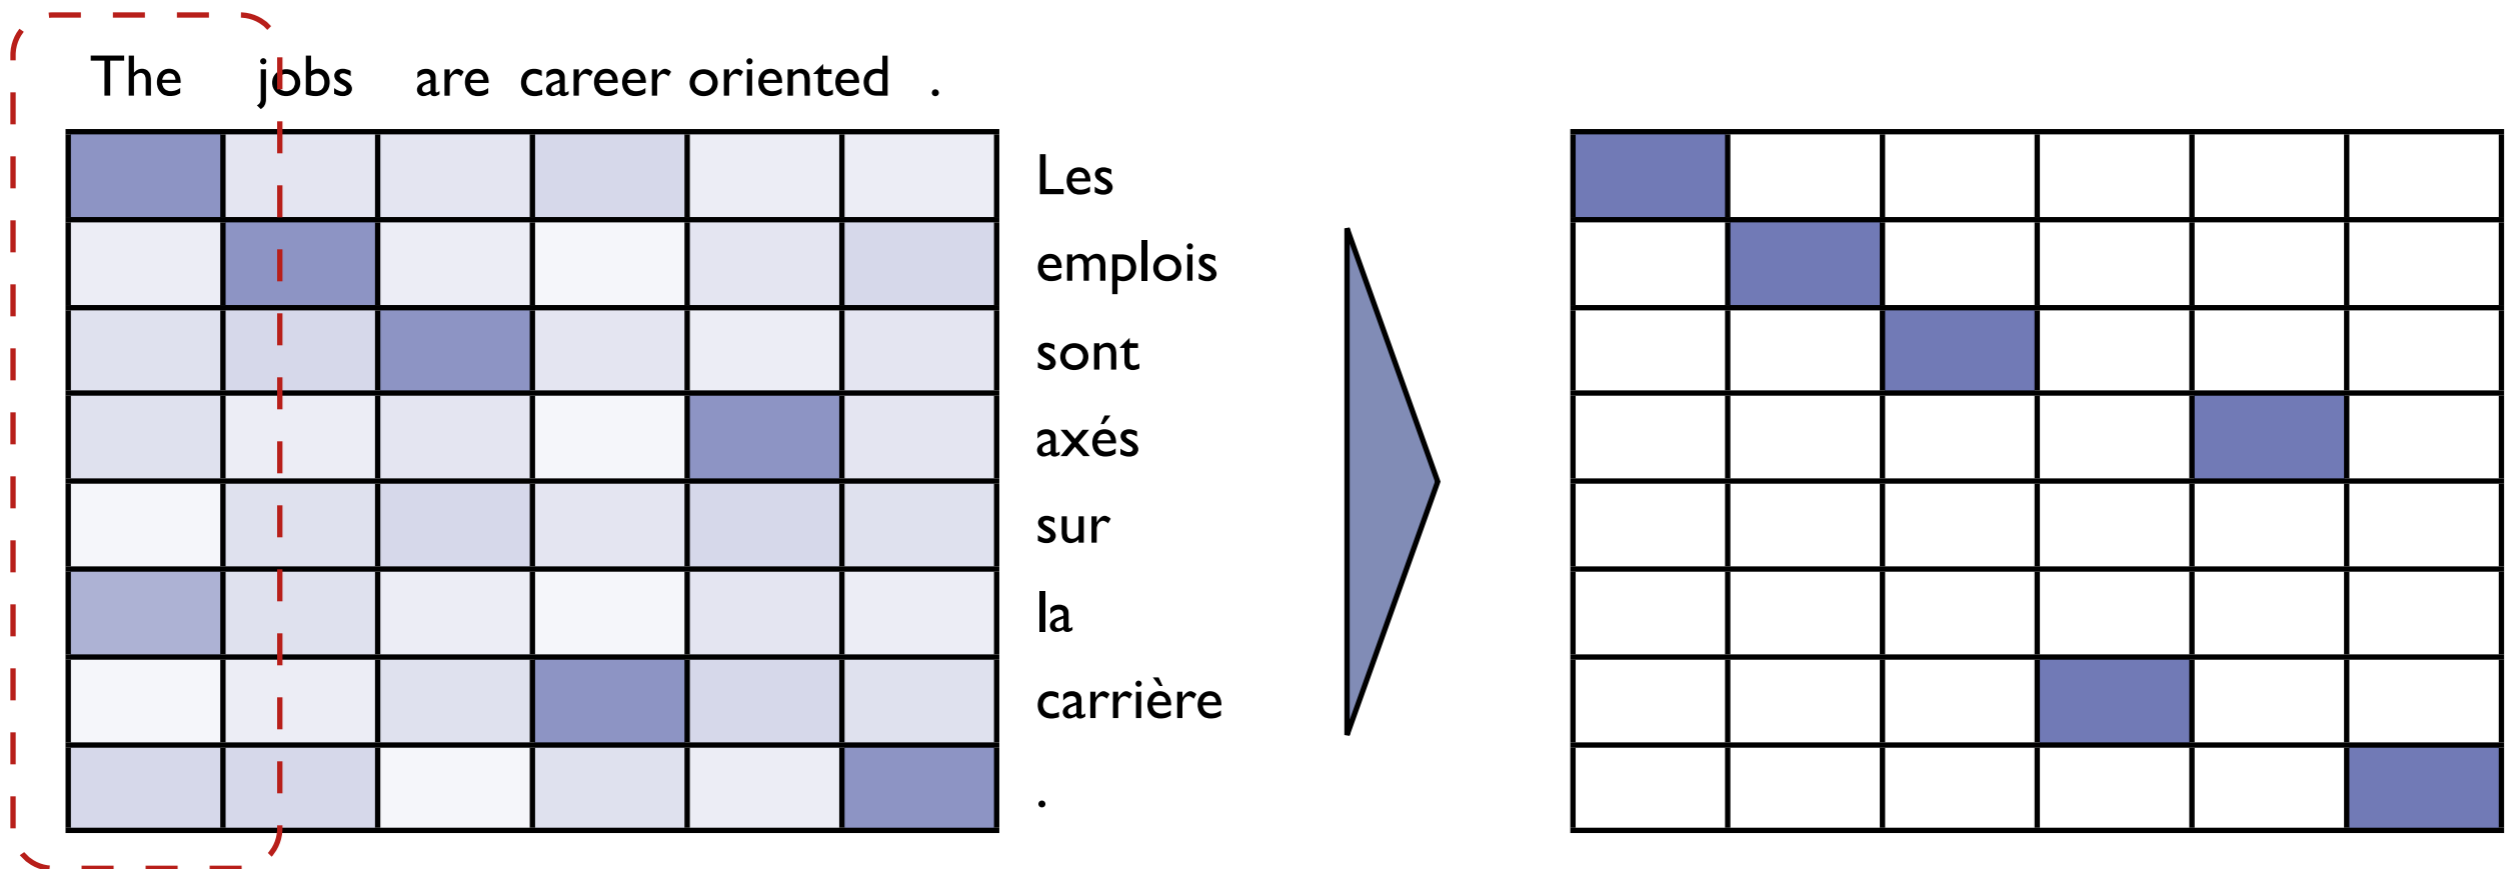 The jobs are career oriented .
Les
emplois
sont
axés
sur
la
carrière
.